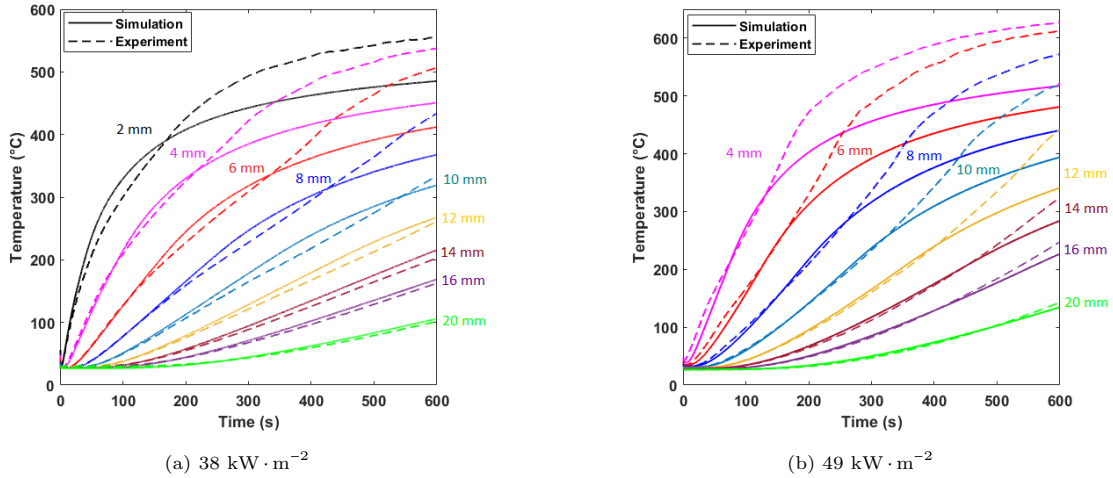 Simulation
Experiment
Temperature (°C)
600
500
400
300
200
100
0
2 mm
4 mm
6 mm
8 mm
10 mm
12 mm
14 mm
16 mm
20 mm
0 100 200 300 400 500 600
Time (s)
(a) 38 kW · m⁻²
Simulation
Experiment
Temperature (°C)
600
500
400
300
200
100
0
4 mm
6 mm
8 mm
10 mm
12 mm
14 mm
16 mm
20 mm
0 100 200 300 400 500 600
Time (s)
(b) 49 kW · m⁻²